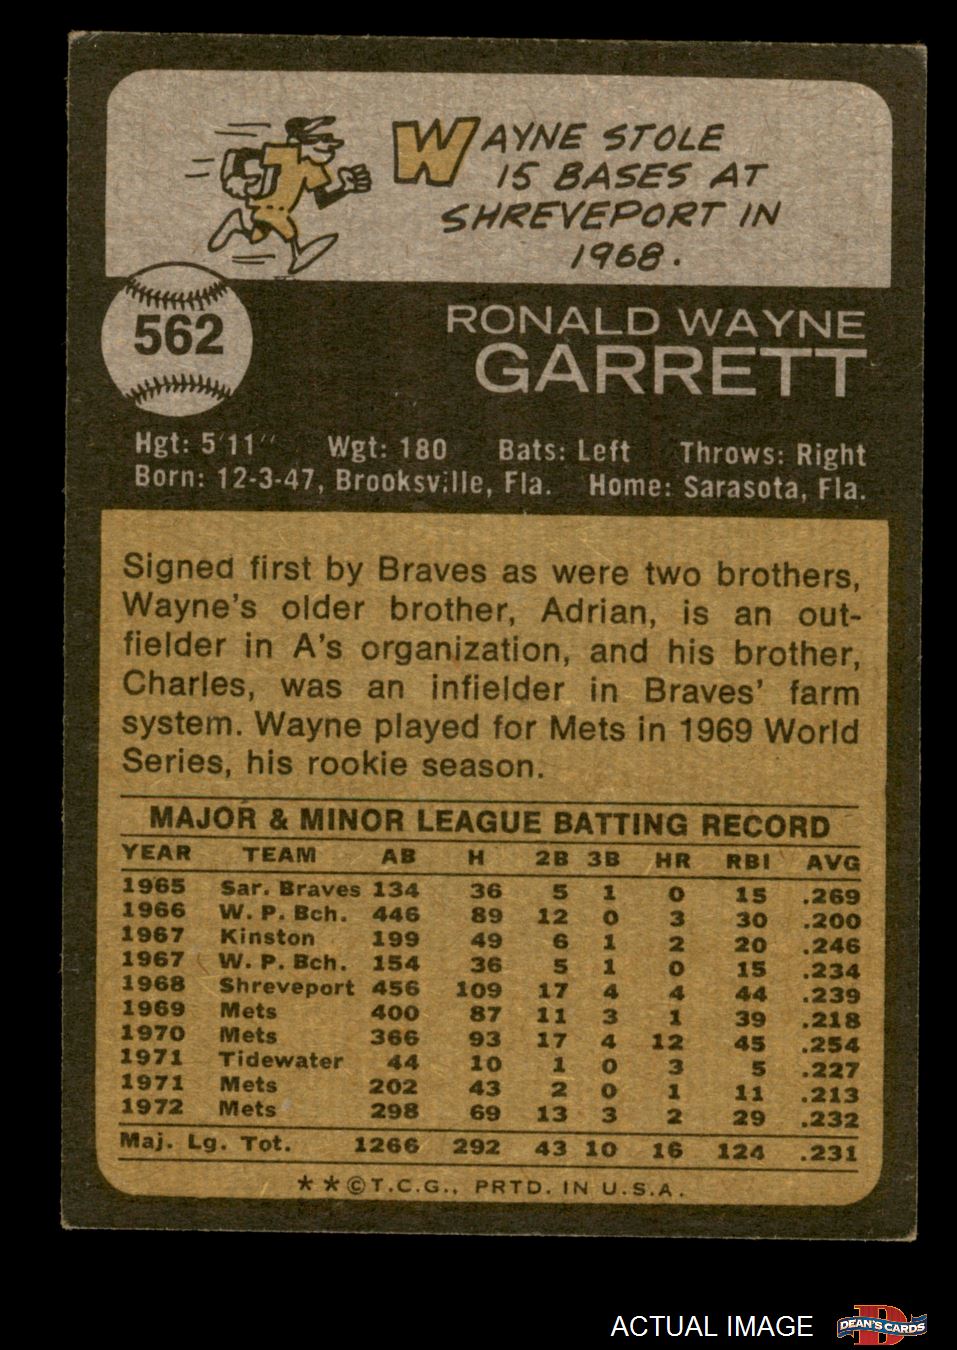 WAYNE STOLE
15 BASES AT
SHREVEPORT IN
1968.
562
RONALD WAYNE
GARRETT
Hgt: 5'11" Wgt: 180 Bats: Left Throws: Right
Born: 12-3-47, Brooksville, Fla. Home: Sarasota, Fla.
Signed first by Braves as were two brothers,
Wayne's older brother, Adrian, is an out-
fielder in A's organization, and his brother,
Charles, was an infielder in Braves' farm
system. Wayne played for Mets in 1969 World
Series, his rookie season.
MAJOR & MINOR LEAGUE BATTING RECORD
YEAR TEAM AB H 2B 3B HR RBI AVG
1965 Sar. Braves 134 36 5 1 0 15 .269
1966 W. P. Bch. 446 89 12 0 3 30 .200
1967 Kinston 199 49 6 1 2 20 .246
1967 W. P. Bch. 154 36 5 1 0 15 .234
1968 Shreveport 456 109 17 4 4 44 .239
1969 Mets 400 87 11 3 1 39 .218
1970 Mets 366 93 17 4 12 45 .254
1971 Tidewater 44 10 1 0 3 5 .227
1971 Mets 202 43 2 0 1 11 .213
1972 Mets 298 69 13 3 2 29 .232
Maj. Lg. Tot. 1266 292 43 10 16 124 .231
**©T.C.G., PRTD. IN U.S.A.
ACTUAL IMAGE
DEAN'S CARDS